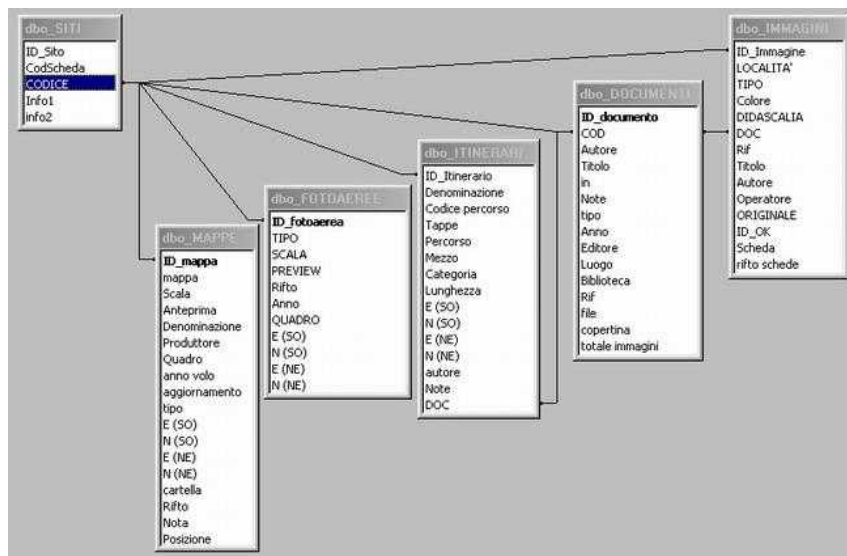 dbo_SITI
ID_Sito
CodScheda
CODICE
Info1
info2
dbo_MAPPE
ID_mappa
mappa
Scala
Anteprima
Denominazione
Produttore
Quadro
anno volo
aggiornamento
tipo
E (SO)
N (SO)
E (NE)
N (NE)
cartella
Rifto
Nota
Posizione
dbo_FOTOAEREE
ID_fotoaerea
TIPO
SCALA
PREVIEW
Rifto
Anno
QUADRO
E (SO)
N (SO)
E (NE)
N (NE)
dbo_ITINERARI
ID_Itinerario
Denominazione
Codice percorso
Tappe
Percorso
Mezzo
Categoria
Lunghezza
E (SO)
N (SO)
E (NE)
N (NE)
autore
Note
DOC
dbo_DOCUMENTI
ID_documento
COD
Autore
Titolo
in
Note
tipo
Anno
Editore
Luogo
Biblioteca
Rif
file
copertina
totale immagini
dbo_IMMAGINI
ID_Immagine
LOCALITA'
TIPO
Colore
DIDASCALIA
DOC
Rif
Titolo
Autore
Operatore
ORIGINALE
ID_OK
Scheda
rifto schede